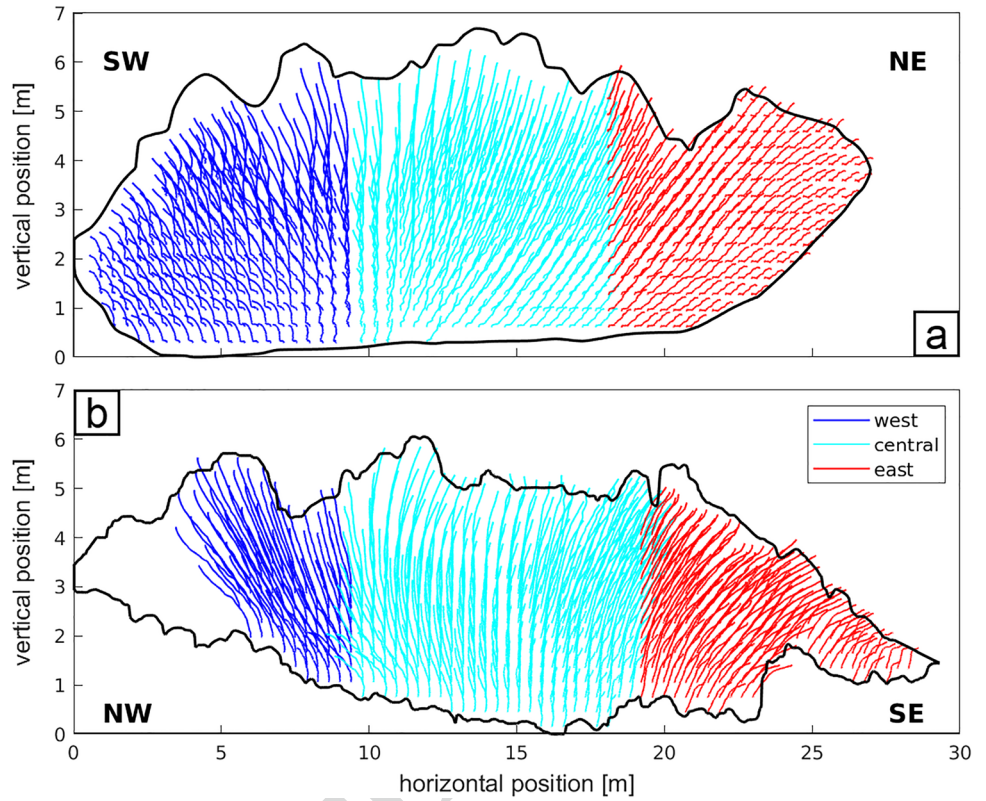 7
6
5
4
3
2
1
0
vertical position [m]
SW
NE
a
7
6
5
4
3
2
1
0
vertical position [m]
b
west
central
east
NW
SE
0 5 10 15 20 25 30
horizontal position [m]